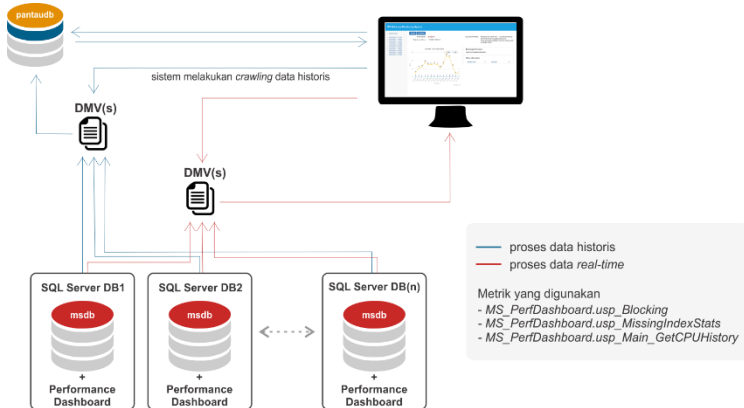 pantaudb
sistem melakukan crawling data historis
DMV(s)
DMV(s)
SQL Server DB1
msdb
+
Performance
Dashboard
SQL Server DB2
msdb
+
Performance
Dashboard
SQL Server DB(n)
msdb
+
Performance
Dashboard
proses data historis
proses data real-time
Metrik yang digunakan
- MS_PerfDashboard.usp_Blocking
- MS_PerfDashboard.usp_MissingIndexStats
- MS_PerfDashboard.usp_Main_GetCPUHistory